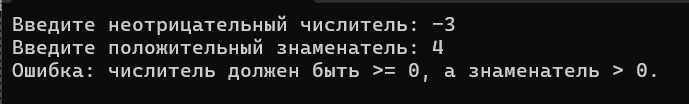 Введите неотрицательный числитель: -3
Введите положительный знаменатель: 4
Ошибка: числитель должен быть >= 0, а знаменатель > 0.